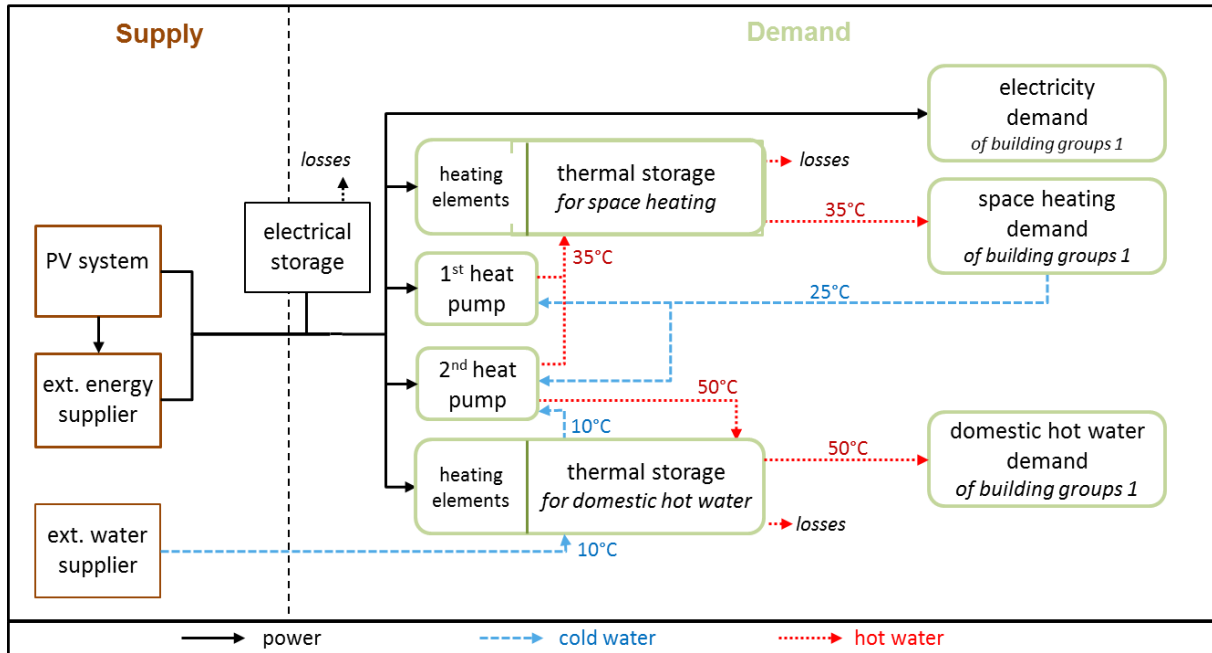 Supply
Demand
electricity
demand
of building groups 1
losses
heating
elements
thermal storage
for space heating
losses
35°C
space heating
demand
of building groups 1
electrical
storage
PV system
1st heat
pump
35°C
25°C
ext. energy
supplier
2nd heat
pump
50°C
10°C
heating
elements
thermal storage
for domestic hot water
50°C
domestic hot water
demand
of building groups 1
losses
ext. water
supplier
10°C
power
cold water
hot water